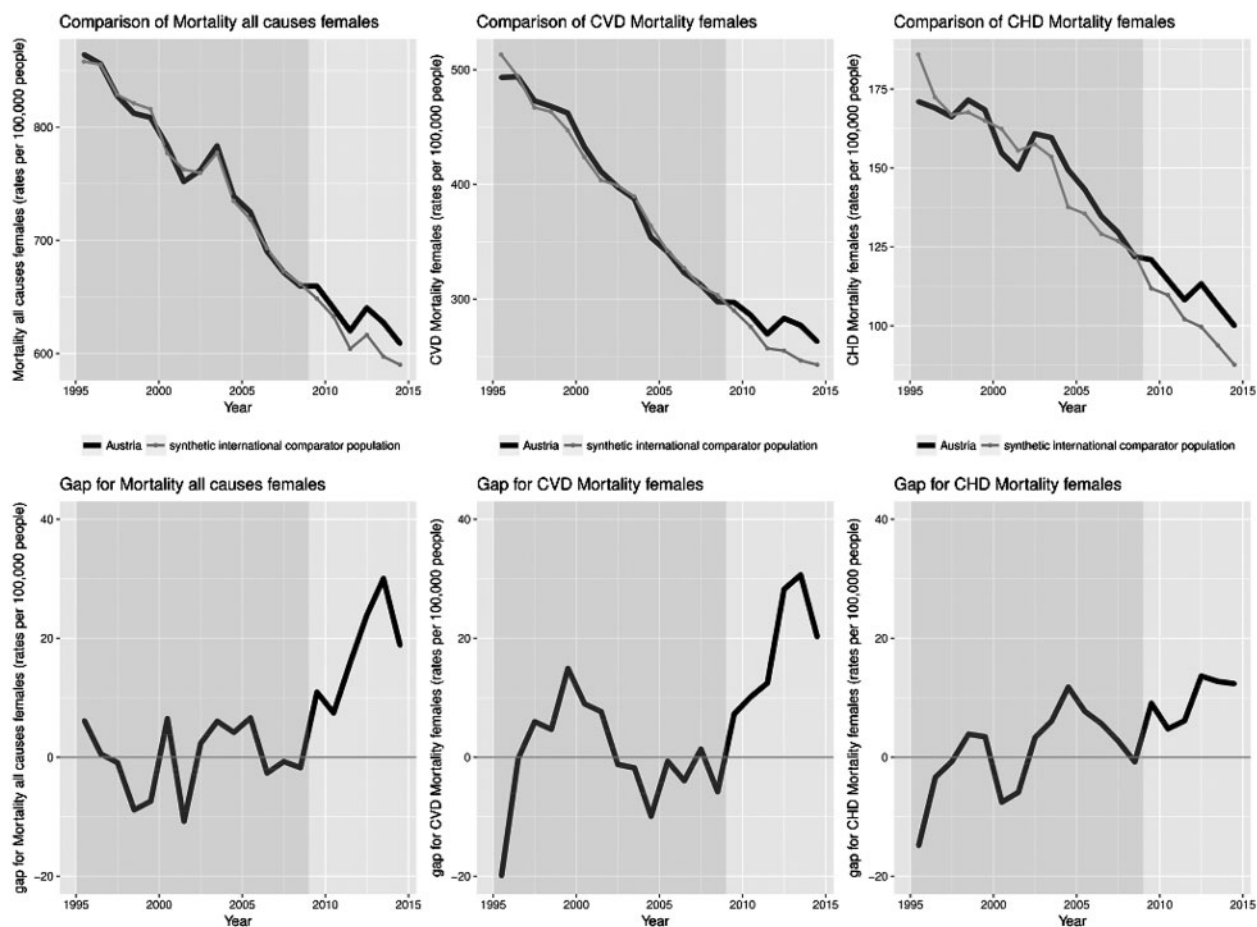 Comparison of Mortality all causes females
Mortality all causes females (rates per 100,000 people)
800
700
600
1995
2000
2005
2010
2015
Year
Comparison of CVD Mortality females
CVD Mortality females (rates per 100,000 people)
500
400
300
1995
2000
2005
2010
2015
Year
Comparison of CHD Mortality females
CHD Mortality females (rates per 100,000 people)
175
150
125
100
1995
2000
2005
2010
2015
Year
Austria synthetic international comparator population
Austria synthetic international comparator population
Austria synthetic international comparator population
Gap for Mortality all causes females
gap for Mortality all causes females (rates per 100,000 people)
40
20
0
-20
1995
2000
2005
2010
2015
Year
Gap for CVD Mortality females
gap for CVD Mortality females (rates per 100,000 people)
40
20
0
-20
1995
2000
2005
2010
2015
Year
Gap for CHD Mortality females
gap for CHD Mortality females (rates per 100,000 people)
40
20
0
-20
1995
2000
2005
2010
2015
Year